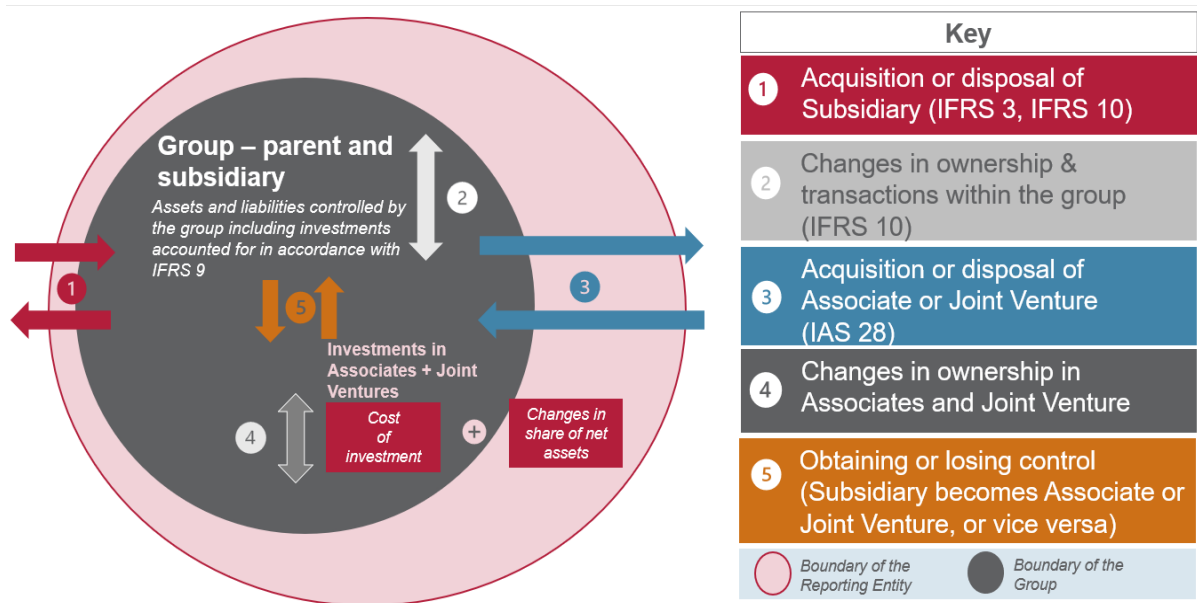 Group – parent and
subsidiary
Assets and liabilities controlled by
the group including investments
accounted for in accordance with
IFRS 9
2
1
3
5
Investments in
Associates + Joint
Ventures
4
Cost
of
investment
+
Changes in
share of net
assets
Key
1
Acquisition or disposal of
Subsidiary (IFRS 3, IFRS 10)
2
Changes in ownership &
transactions within the group
(IFRS 10)
3
Acquisition or disposal of
Associate or Joint Venture
(IAS 28)
4
Changes in ownership in
Associates and Joint Venture
5
Obtaining or losing control
(Subsidiary becomes Associate or
Joint Venture, or vice versa)
Boundary of the
Reporting Entity
Boundary of the
Group